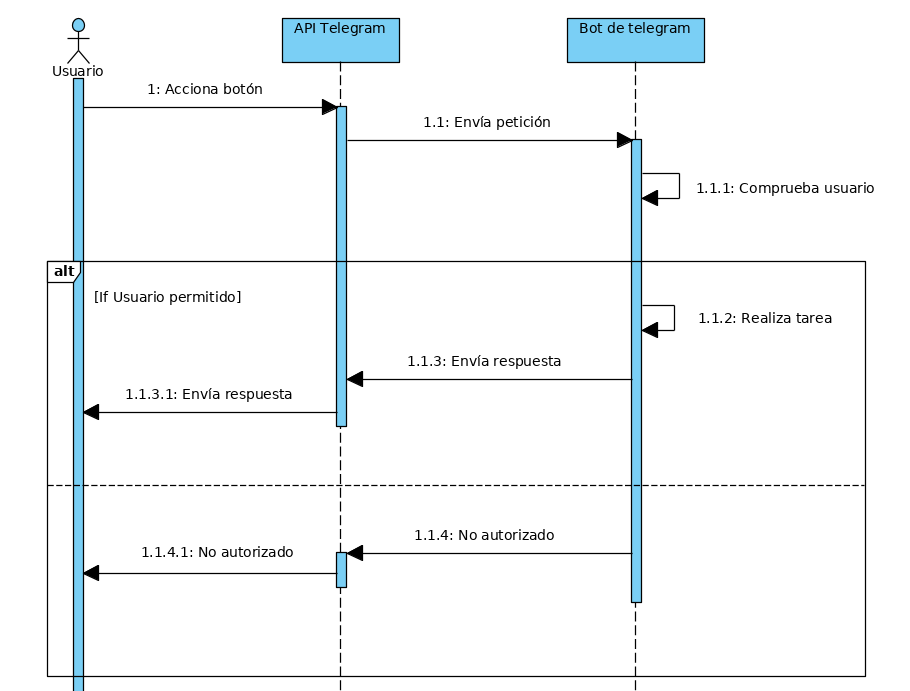 API Telegram
Bot de telegram
Usuario
1: Acciona botón
1.1: Envía petición
1.1.1: Comprueba usuario
alt
[If Usuario permitido]
1.1.2: Realiza tarea
1.1.3: Envía respuesta
1.1.3.1: Envía respuesta
1.1.4: No autorizado
1.1.4.1: No autorizado